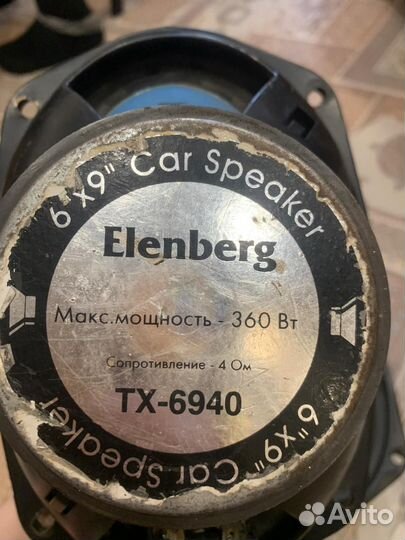 6"x9" Car Speaker
Elenberg
Макс.мощность - 360 Вт
Сопротивление - 4 Ом
TX-6940
6"x9" Car Speaker
Avito